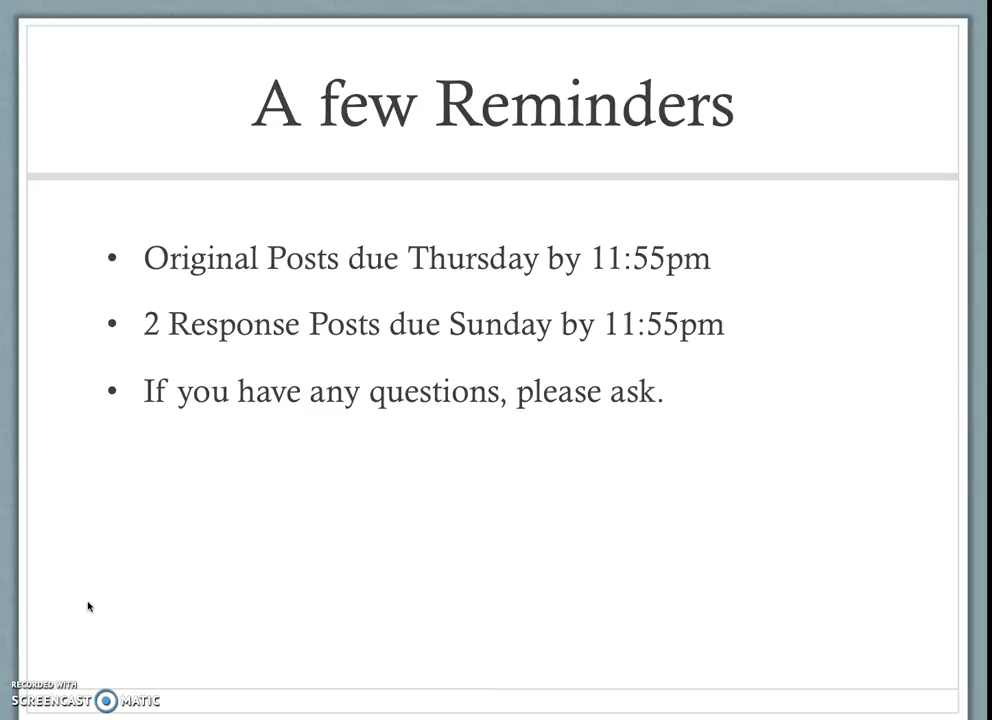 A few Reminders
• Original Posts due Thursday by 11:55pm
• 2 Response Posts due Sunday by 11:55pm
• If you have any questions, please ask.
RECORDED WITH
SCREENCAST MATIC